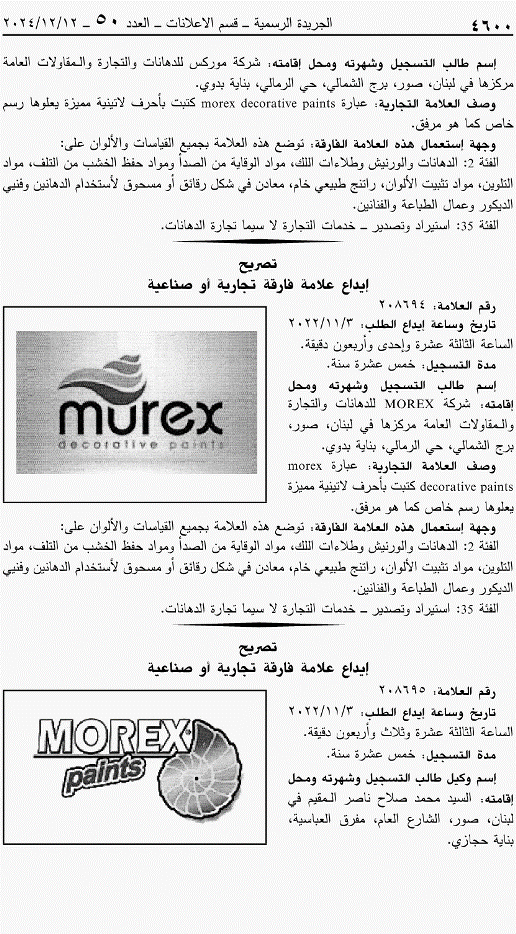 ٤٦٠٠ الجريدة الرسمية ــ قسم الاعلانات ــ العدد ٥٠ ــ ٢٠٢٤/١٢/١٢
إسم طالب التسجيل وشهرته ومحل إقامته: شركة موركس للدهانات والتجارة والمقاولات العامة
مركزها في لبنان، صور، برج الشمالي، حي الرمالي، بناية بدوي.
وصف العلامة التجارية: عبارة morex decorative paints كتبت بأحرف لاتينية مميزة يعلوها رسم
خاص كما هو مرفق.
وجهة إستعمال هذه العلامة الفارقة: توضع هذه العلامة بجميع القياسات والألوان على:
الفئة 2: الدهانات والورنيش وطلاءات اللك، مواد الوقاية من الصدأ ومواد حفظ الخشب من التلف، مواد
التلوين، مواد تثبيت الألوان، راتنج طبيعي خام، معادن في شكل رقائق أو مسحوق لأستخدام الدهانين وفنيي
الديكور وعمال الطباعة والفنانين.
الفئة 35: استيراد وتصدير ــ خدمات التجارة لا سيما تجارة الدهانات.
تصريح
إيداع علامة فارقة تجارية أو صناعية
رقم العلامة: ٢٠٨٦٩٤
تاريخ وساعة إيداع الطلب: ٢٠٢٢/١١/٣
الساعة الثالثة عشرة وإحدى وأربعون دقيقة.
مدة التسجيل: خمس عشرة سنة.
إسم طالب التسجيل وشهرته ومحل
إقامته: شركة MOREX للدهانات والتجارة
والمقاولات العامة مركزها في لبنان، صور،
برج الشمالي، حي الرمالي، بناية بدوي.
وصف العلامة التجارية: عبارة morex
decorative paints كتبت بأحرف لاتينية مميزة
يعلوها رسم خاص كما هو مرفق.
murex
decorative paints
وجهة إستعمال هذه العلامة الفارقة: توضع هذه العلامة بجميع القياسات والألوان على:
الفئة 2: الدهانات والورنيش وطلاءات اللك، مواد الوقاية من الصدأ ومواد حفظ الخشب من التلف، مواد
التلوين، مواد تثبيت الألوان، راتنج طبيعي خام، معادن في شكل رقائق أو مسحوق لأستخدام الدهانين وفنيي
الديكور وعمال الطباعة والفنانين.
الفئة 35: استيراد وتصدير ــ خدمات التجارة لا سيما تجارة الدهانات.
تصريح
إيداع علامة فارقة تجارية أو صناعية
رقم العلامة: ٢٠٨٦٩٥
تاريخ وساعة إيداع الطلب: ٢٠٢٢/١١/٣
الساعة الثالثة عشرة وثلاث وأربعون دقيقة.
مدة التسجيل: خمس عشرة سنة.
إسم وكيل طالب التسجيل وشهرته ومحل
إقامته: السيد محمد صلاح ناصر المقيم في
لبنان، صور، الشارع العام، مفرق العباسية،
بناية حجازي.
MOREX®
paints